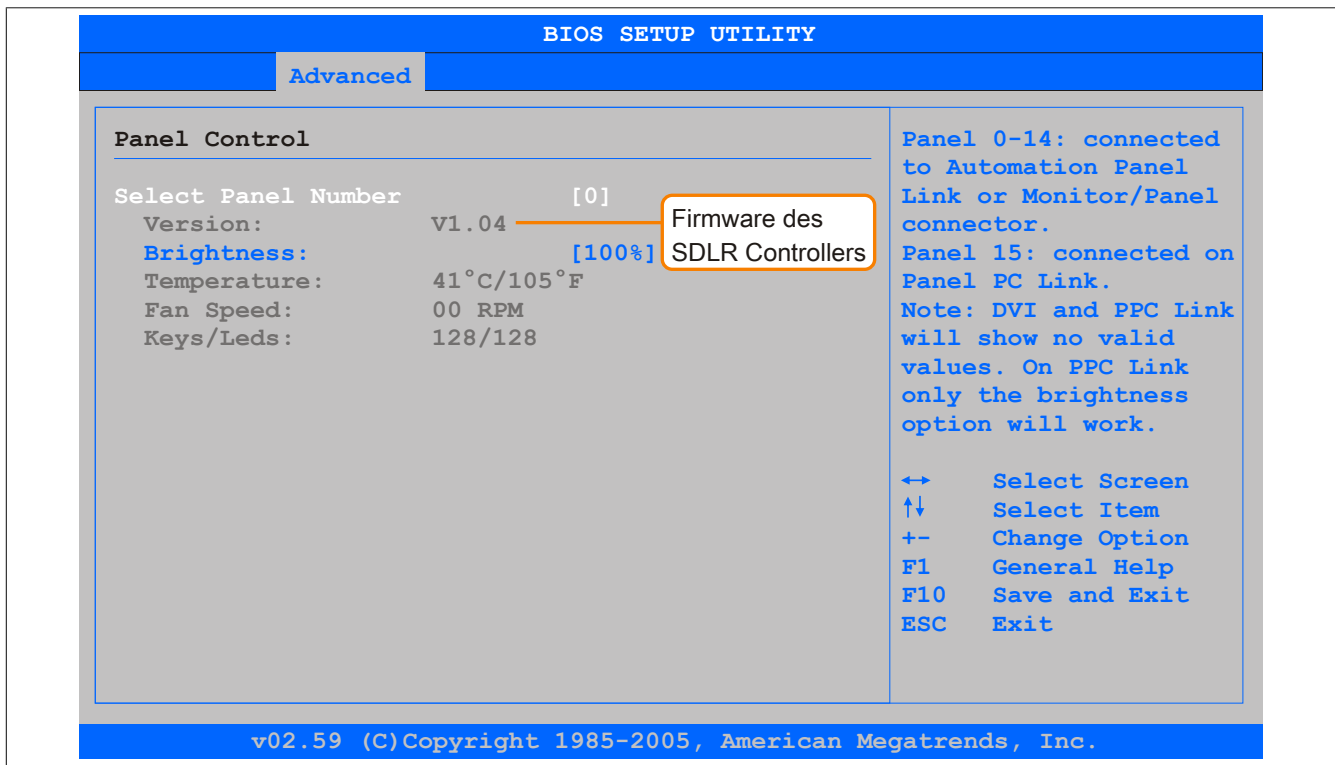 BIOS SETUP UTILITY
Advanced
Panel Control
Select Panel Number [0]
Version: V1.04
Firmware des
SDLR Controllers
Brightness: [100%]
Temperature: 41°C/105°F
Fan Speed: 00 RPM
Keys/Leds: 128/128
Panel 0-14: connected
to Automation Panel
Link or Monitor/Panel
connector.
Panel 15: connected on
Panel PC Link.
Note: DVI and PPC Link
will show no valid
values. On PPC Link
only the brightness
option will work.
↔ Select Screen
↑↓ Select Item
+- Change Option
F1 General Help
F10 Save and Exit
ESC Exit
v02.59 (C)Copyright 1985-2005, American Megatrends, Inc.